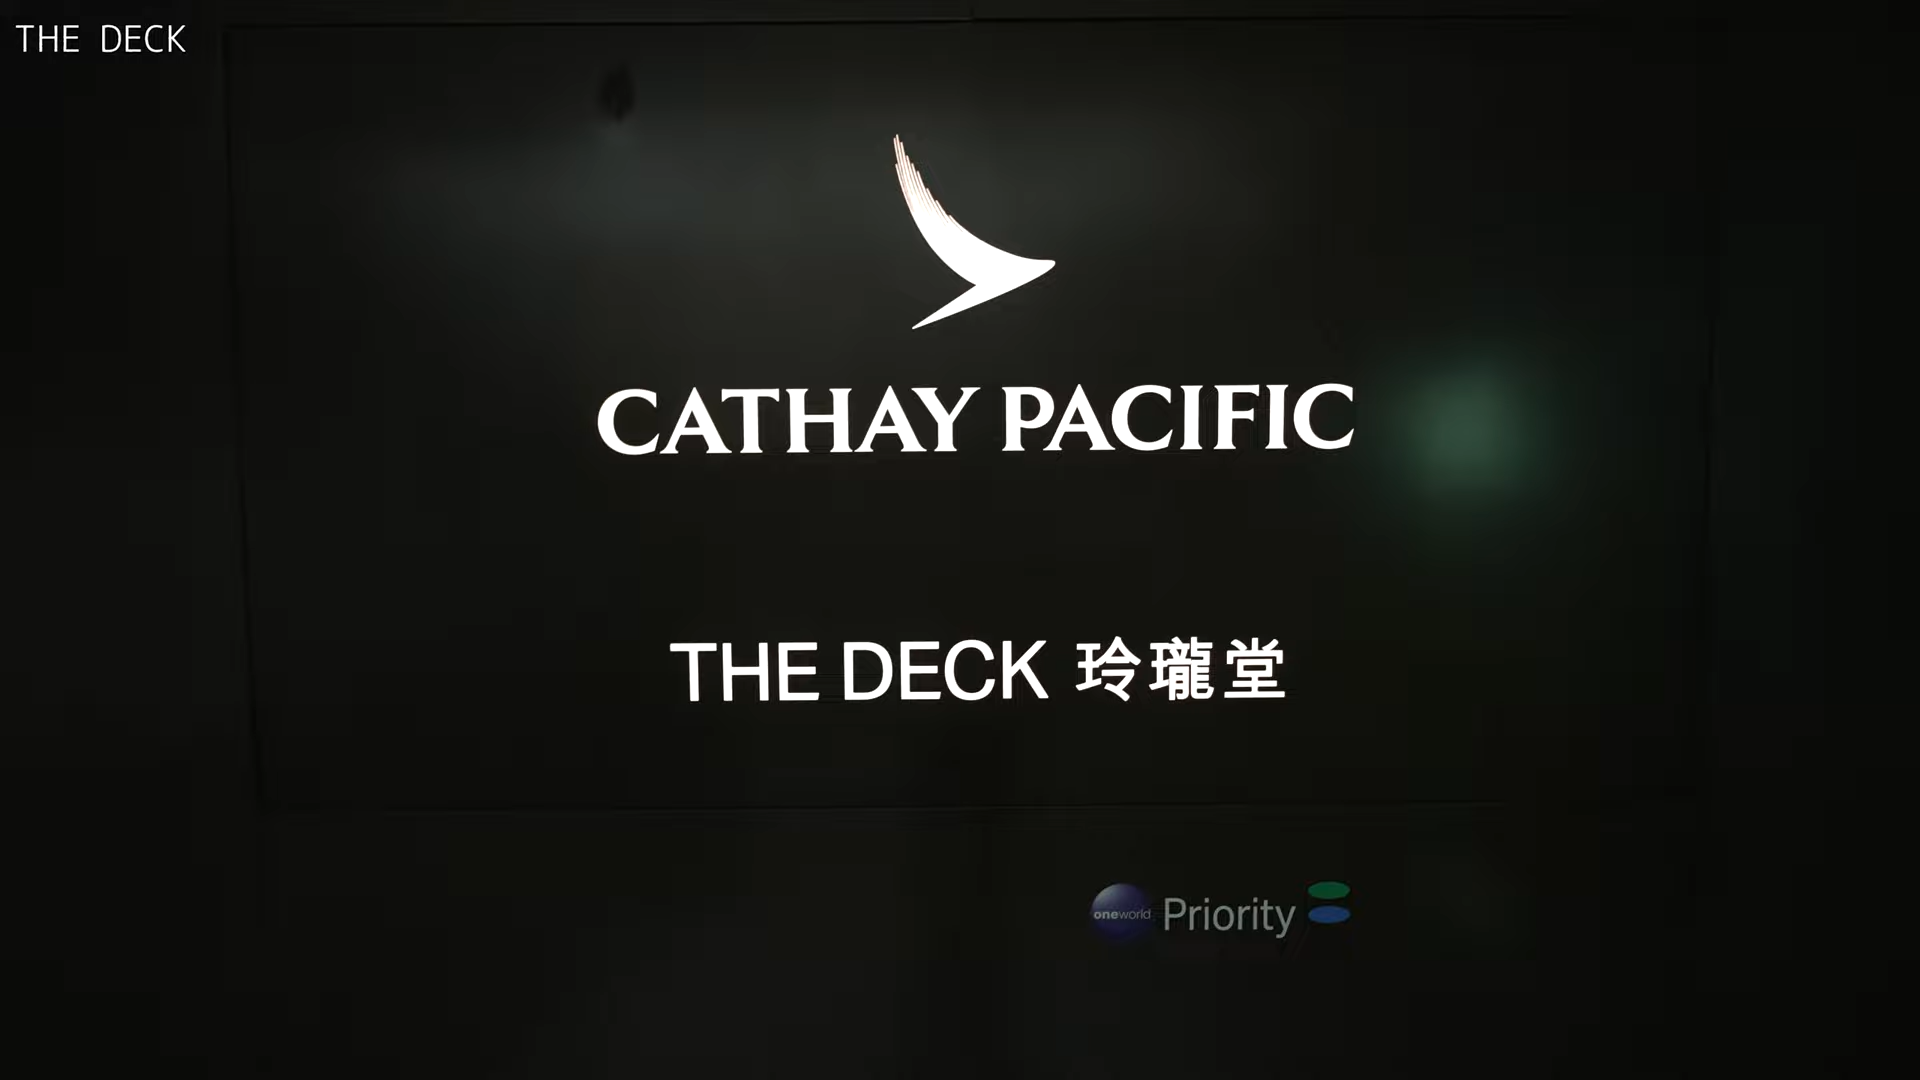 THE DECK
CATHAY PACIFIC
THE DECK 玲瓏堂
oneworld Priority